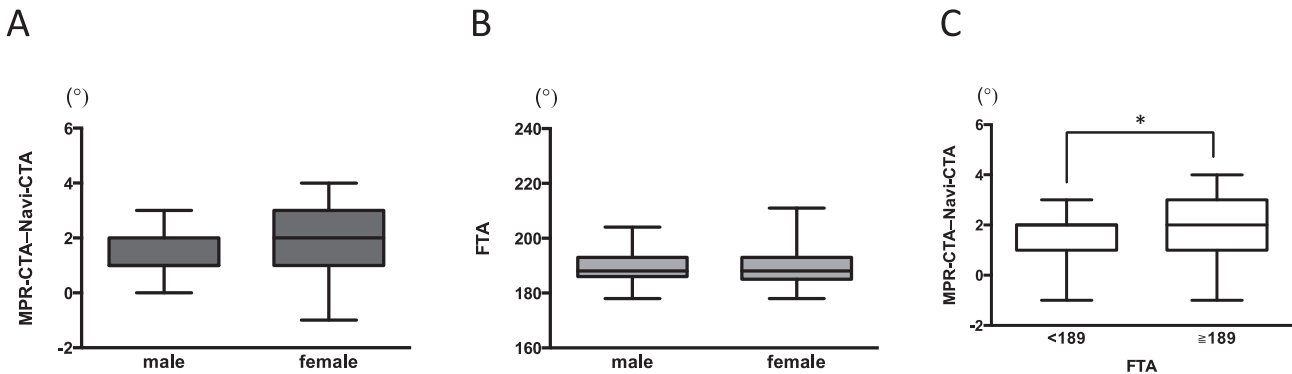 A
B
C
(°)
(°)
(°)
MPR-CTA–Navi-CTA
6
4
2
0
-2
male
female
FTA
240
220
200
180
160
male
female
MPR-CTA–Navi-CTA
6
4
2
0
-2
*
<189
≧189
FTA